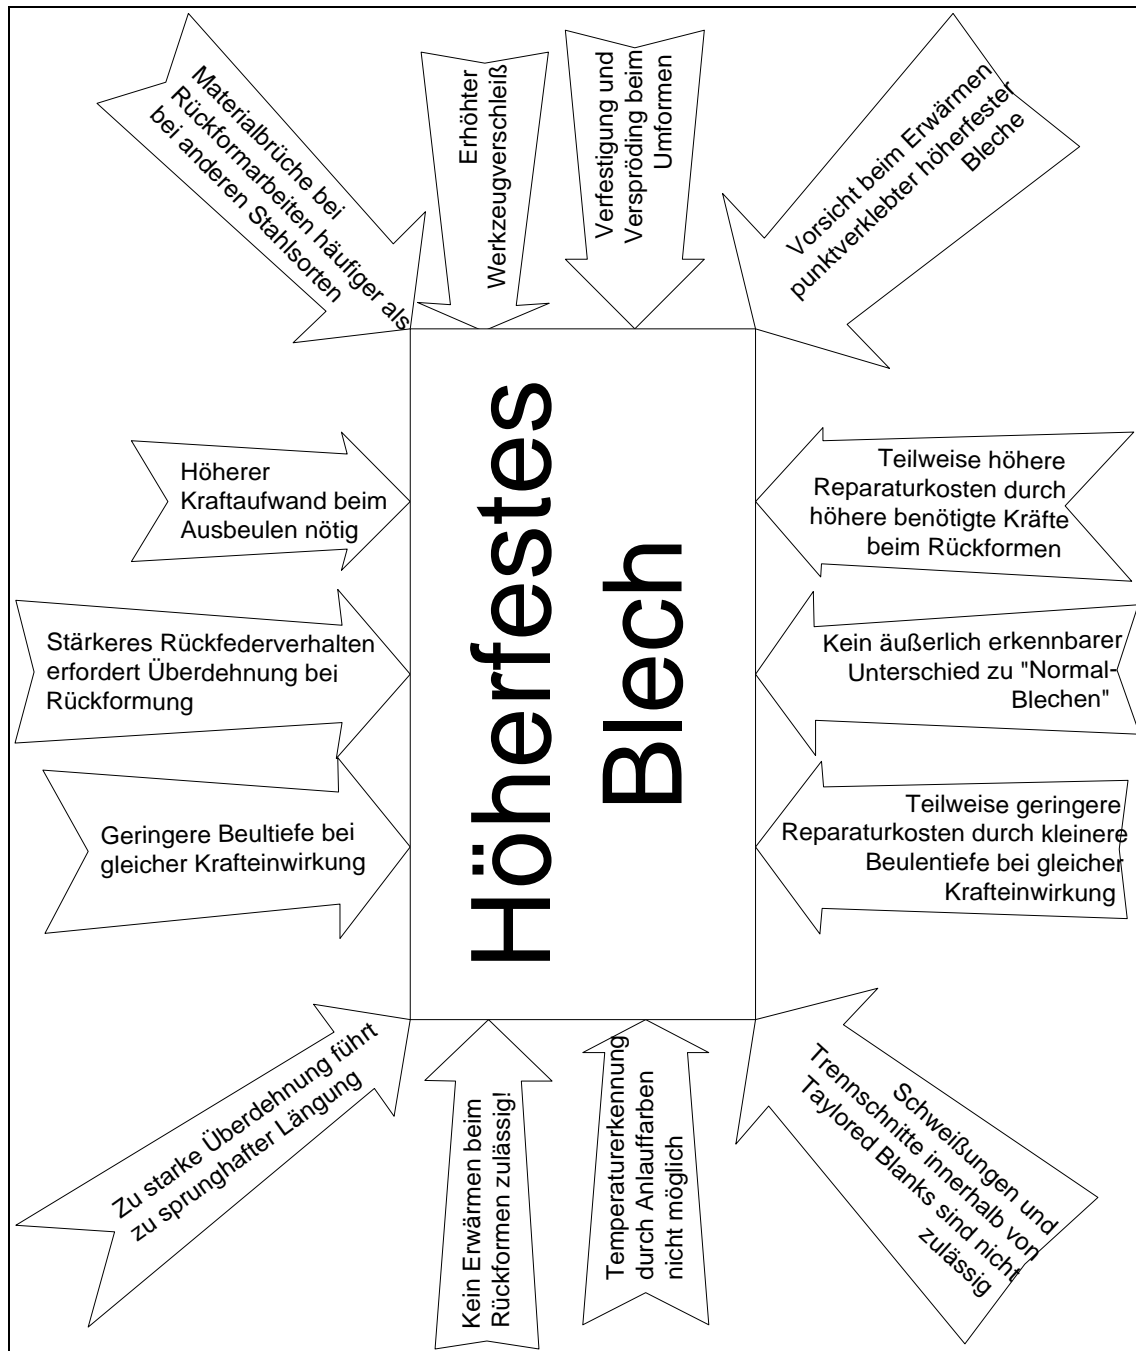 Materialbrüche bei
Rückformarbeiten häufiger als
bei anderen Stahlsorten
Erhöhter
Werkzeugverschleiß
Verfestigung und
Verspröding beim
Umformen
Vorsicht beim Erwärmen
punktverklebter höherfester
Bleche
Höherer
Kraftaufwand beim
Ausbeulen nötig
Stärkeres Rückfederverhalten
erfordert Überdehnung bei
Rückformung
Geringere Beultiefe bei
gleicher Krafteinwirkung
Höherfestes
Blech
Teilweise höhere
Reparaturkosten durch
höhere benötigte Kräfte
beim Rückformen
Kein äußerlich erkennbarer
Unterschied zu "Normal-
Blechen"
Teilweise geringere
Reparaturkosten durch kleinere
Beulentiefe bei gleicher
Krafteinwirkung
Zu starke Überdehnung führt
zu sprunghafter Längung
Kein Erwärmen beim
Rückformen zulässig!
Temperaturerkennung
durch Anlauffarben
nicht möglich
Schweißungen und
Trennschnitte innerhalb von
Taylored Blanks sind nicht
zulässig